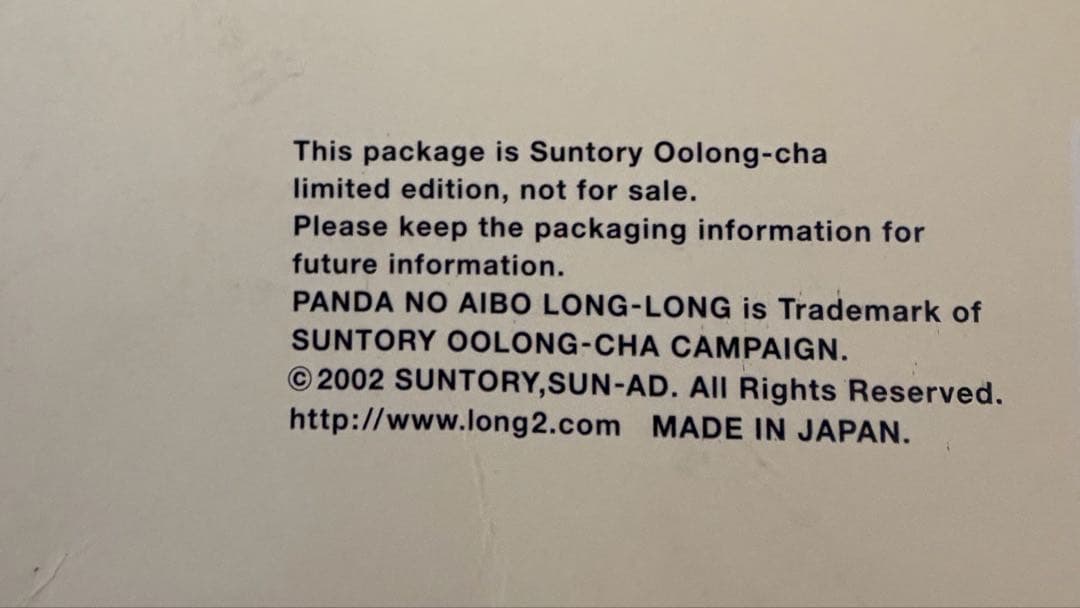 This package is Suntory Oolong-cha
limited edition, not for sale.
Please keep the packaging information for
future information.
PANDA NO AIBO LONG-LONG is Trademark of
SUNTORY OOLONG-CHA CAMPAIGN.
©2002 SUNTORY,SUN-AD. All Rights Reserved.
http://www.long2.com MADE IN JAPAN.